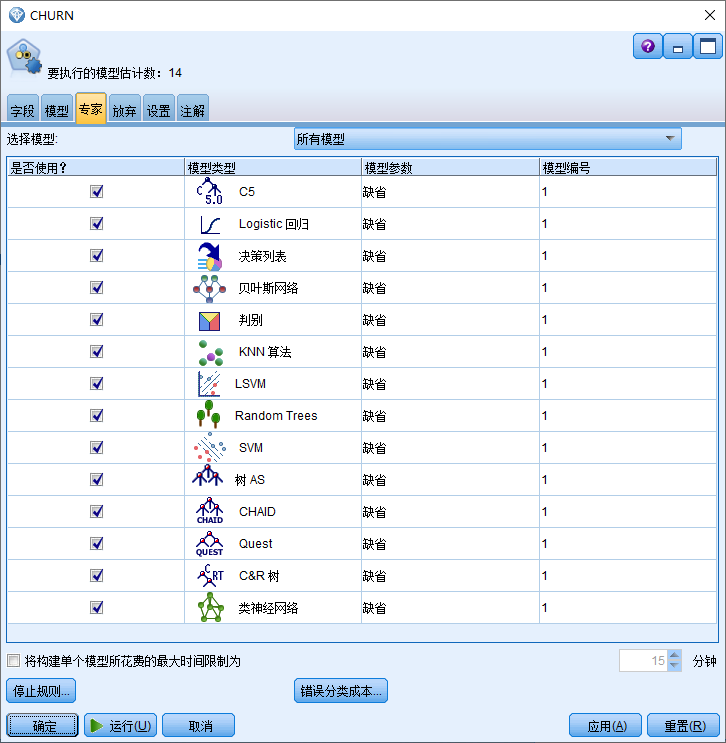 CHURN
要执行的模型估计数：14
字段 模型 专家 放弃 设置 注解
选择模型: 所有模型
是否使用？ 模型类型 模型参数 模型编号
C 5.0 C5 缺省 1
Logistic 回归 缺省 1
决策列表 缺省 1
贝叶斯网络 缺省 1
判别 缺省 1
KNN 算法 缺省 1
LSVM 缺省 1
Random Trees 缺省 1
SVM 缺省 1
树 AS 缺省 1
CHAID CHAID 缺省 1
QUEST Quest 缺省 1
C RT C&R 树 缺省 1
类神经网络 缺省 1
将构建单个模型所花费的最大时间限制为 15 分钟
停止规则... 错误分类成本...
确定 运行(U) 取消 应用(A) 重置(R)